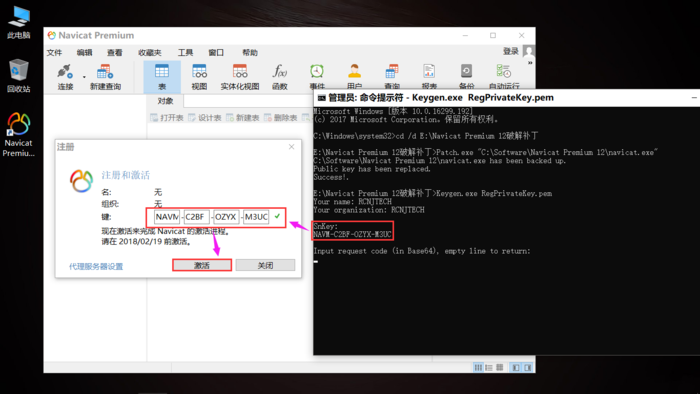 此电脑
回收站
Navicat
Premiu...
Navicat Premium
文件 编辑 查看 收藏夹 工具 窗口 帮助
登录
连接 新建查询 表 视图 实体化视图 函数 事件 用户 查询 报表 备份 自动运行
对象
打开表 设计表 新建表 删除表
注册
注册和激活
名: 无
组织: 无
键: NAVM - C2BF - OZYX - M3UC
现在激活来完成 Navicat 的激活进程。
请在 2018/02/19 前激活。
代理服务器设置 激活 关闭
管理员: 命令提示符 - Keygen.exe RegPrivateKey.pem
Microsoft Windows [版本 10.0.16299.192]
(c) 2017 Microsoft Corporation。保留所有权利。
C:\Windows\system32>cd /d E:\Navicat Premium 12破解补丁
E:\Navicat Premium 12破解补丁>Patch.exe "C:\Software\Navicat Premium 12\navicat.exe"
C:\Software\Navicat Premium 12\navicat.exe has been backed up.
Public key has been replaced.
Success!.
E:\Navicat Premium 12破解补丁>Keygen.exe RegPrivateKey.pem
Your name: RCNJTECH
Your organization: RCNJTECH
SnKey:
NAVM-C2BF-OZYX-M3UC
Input request code (in Base64), empty line to return: